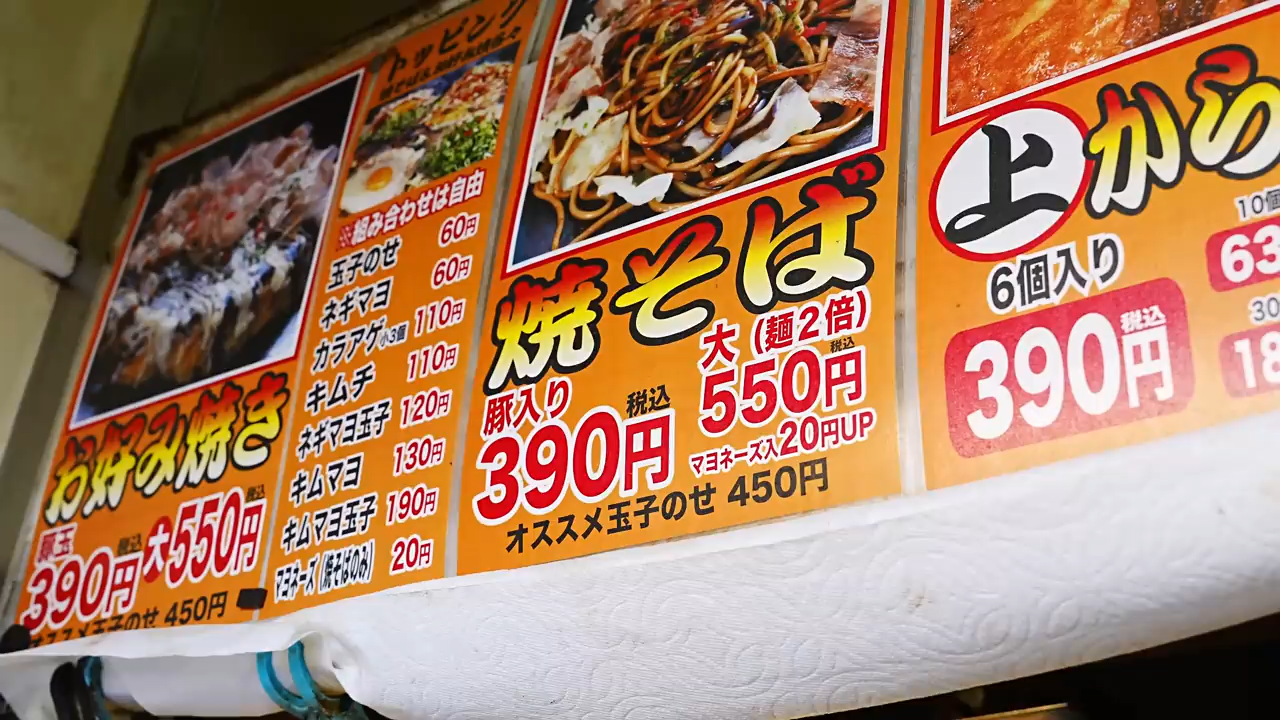 お好み焼き
豚玉
390円 税込
大550円 税込
オススメ玉子のせ 450円
トッピング
※組み合わせは自由
玉子のせ 60円
ネギマヨ 60円
カラアゲ小3個 110円
キムチ 110円
ネギマヨ玉子 120円
キムマヨ 130円
キムマヨ玉子 190円
マヨネーズ(焼そばのみ) 20円
焼そば
豚入り
390円 税込
大(麺2倍)
550円 税込
マヨネーズ入20円UP
オススメ玉子のせ 450円
上から
6個入り
390円 税込
10個
63
30
18